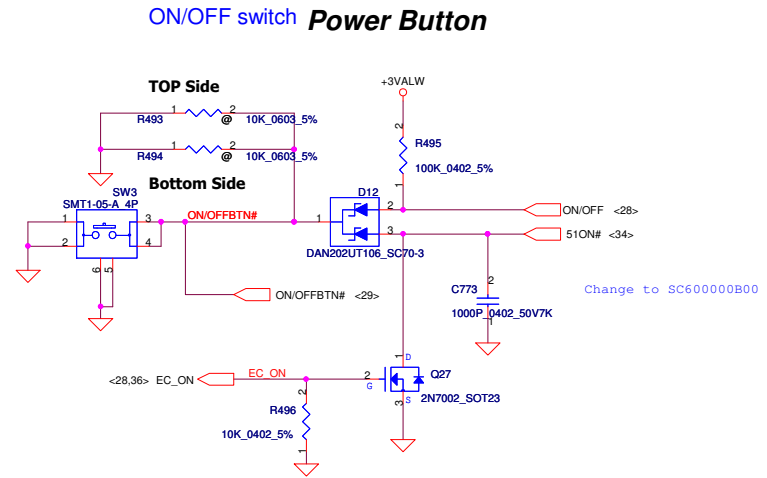 ON/OFF switch Power Button
+3VALW
TOP Side
1 2
R493 @ 10K_0603_5%
1 2
R494 @ 10K_0603_5%
2
R495
100K_0402_5%
1
Bottom Side
SW3
SMT1-05-A_4P
1 3
2 4
6 5
ON/OFFBTN#
D12
1 2
3
DAN202UT106_SC70-3
ON/OFF <28>
51ON# <34>
ON/OFFBTN# <29>
C773
2
1000P_0402_50V7K
1
Change to SC600000B00
<28,36> EC_ON
EC_ON
1 D
2 G
3 S
Q27
2N7002_SOT23
2
R496
10K_0402_5%
1